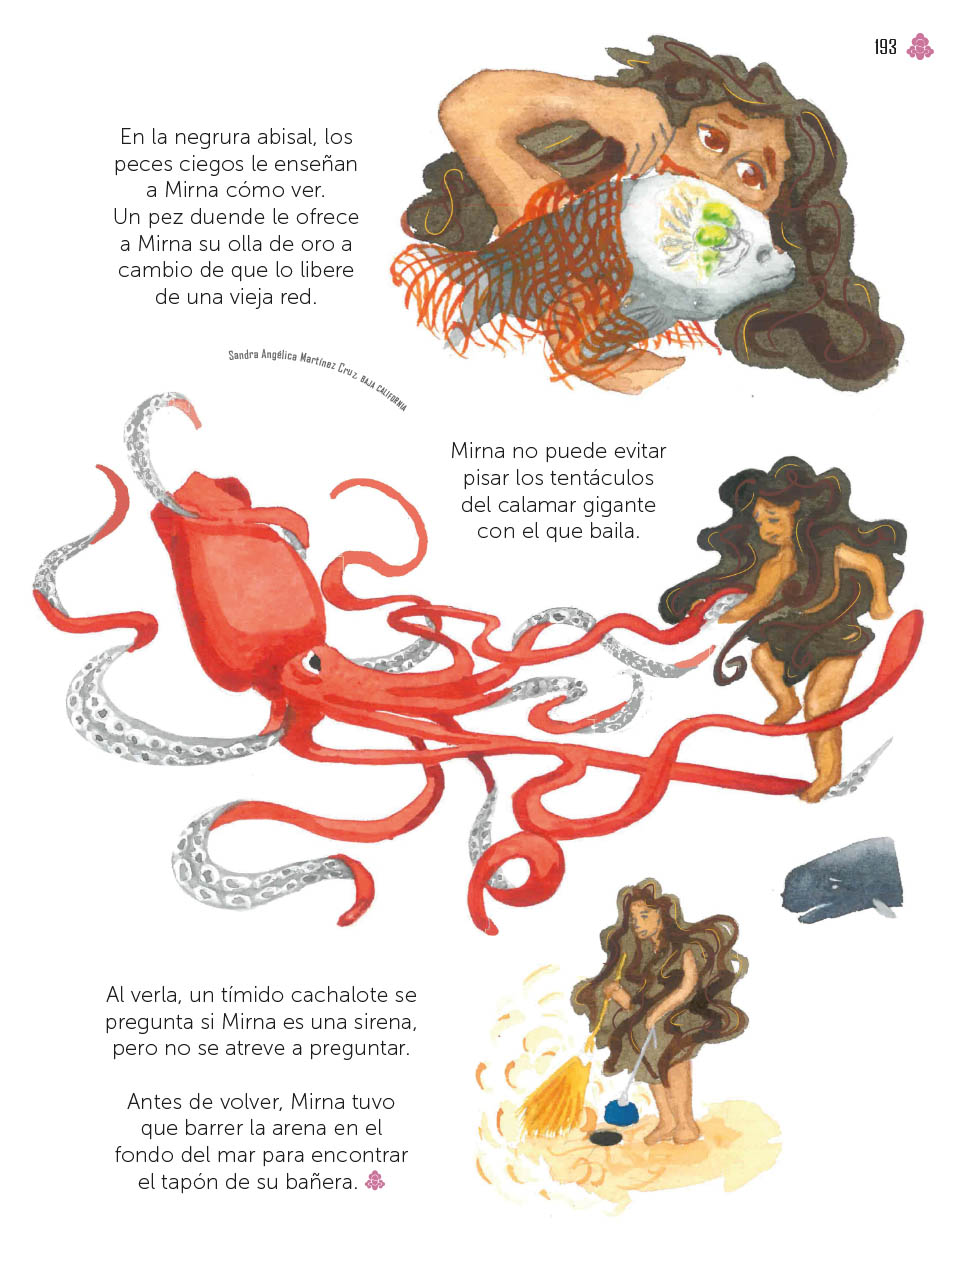 193
En la negrura abisal, los
peces ciegos le enseñan
a Mirna cómo ver.
Un pez duende le ofrece
a Mirna su olla de oro a
cambio de que lo libere
de una vieja red.
Sandra Angélica Martínez Cruz, BAJA CALIFORNIA
Mirna no puede evitar
pisar los tentáculos
del calamar gigante
con el que baila.
Al verla, un tímido cachalote se
pregunta si Mirna es una sirena,
pero no se atreve a preguntar.
Antes de volver, Mirna tuvo
que barrer la arena en el
fondo del mar para encontrar
el tapón de su bañera.